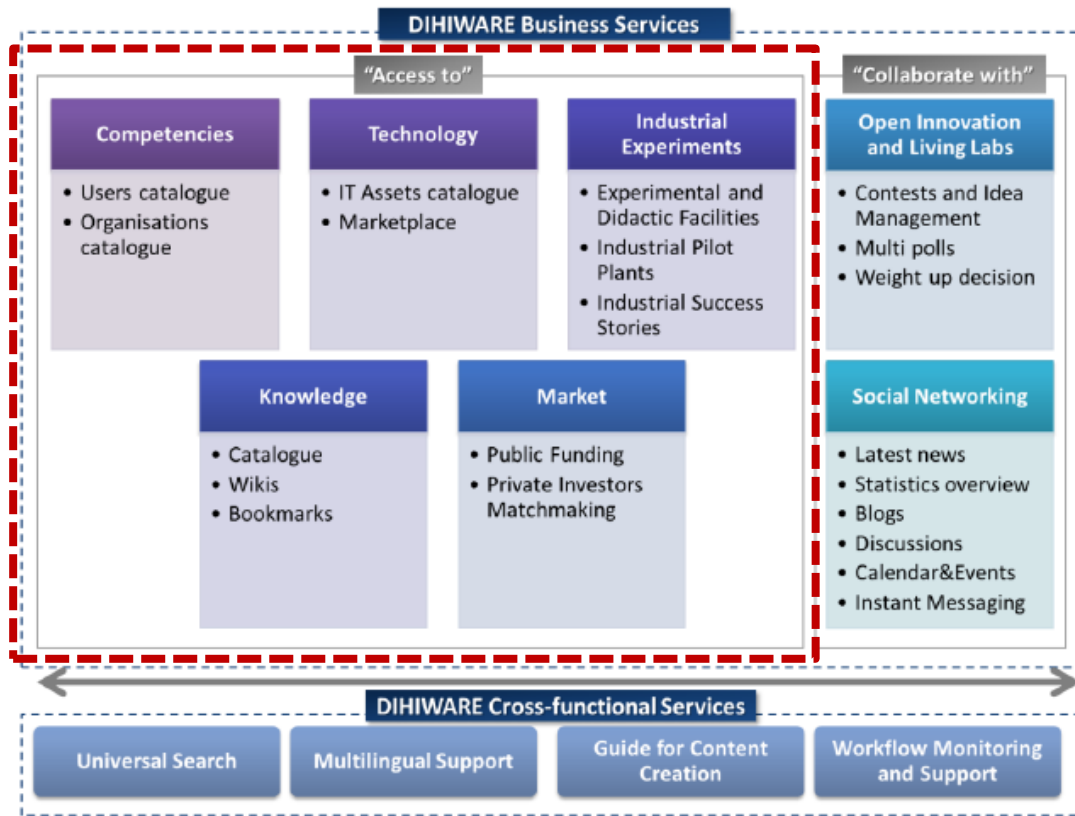 DIHIWARE Business Services
"Access to"
Competencies
• Users catalogue
• Organisations
catalogue
Technology
• IT Assets catalogue
• Marketplace
Industrial
Experiments
• Experimental and
Didactic Facilities
• Industrial Pilot
Plants
• Industrial Success
Stories
Knowledge
• Catalogue
• Wikis
• Bookmarks
Market
• Public Funding
• Private Investors
Matchmaking
"Collaborate with"
Open Innovation
and Living Labs
• Contests and Idea
Management
• Multi polls
• Weight up decision
Social Networking
• Latest news
• Statistics overview
• Blogs
• Discussions
• Calendar&Events
• Instant Messaging
DIHIWARE Cross-functional Services
Universal Search
Multilingual Support
Guide for Content
Creation
Workflow Monitoring
and Support